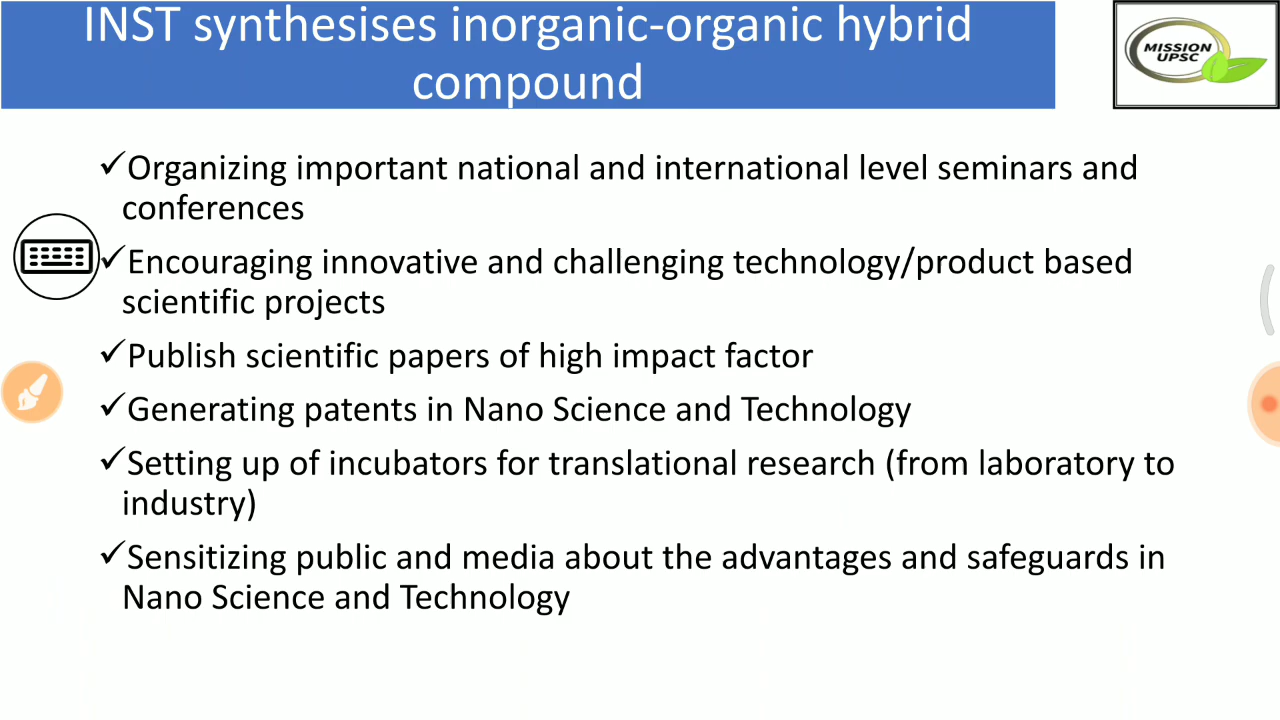 INST synthesises inorganic-organic hybrid
compound
MISSION
UPSC
✓Organizing important national and international level seminars and
conferences
✓Encouraging innovative and challenging technology/product based
scientific projects
✓Publish scientific papers of high impact factor
✓Generating patents in Nano Science and Technology
✓Setting up of incubators for translational research (from laboratory to
industry)
✓Sensitizing public and media about the advantages and safeguards in
Nano Science and Technology